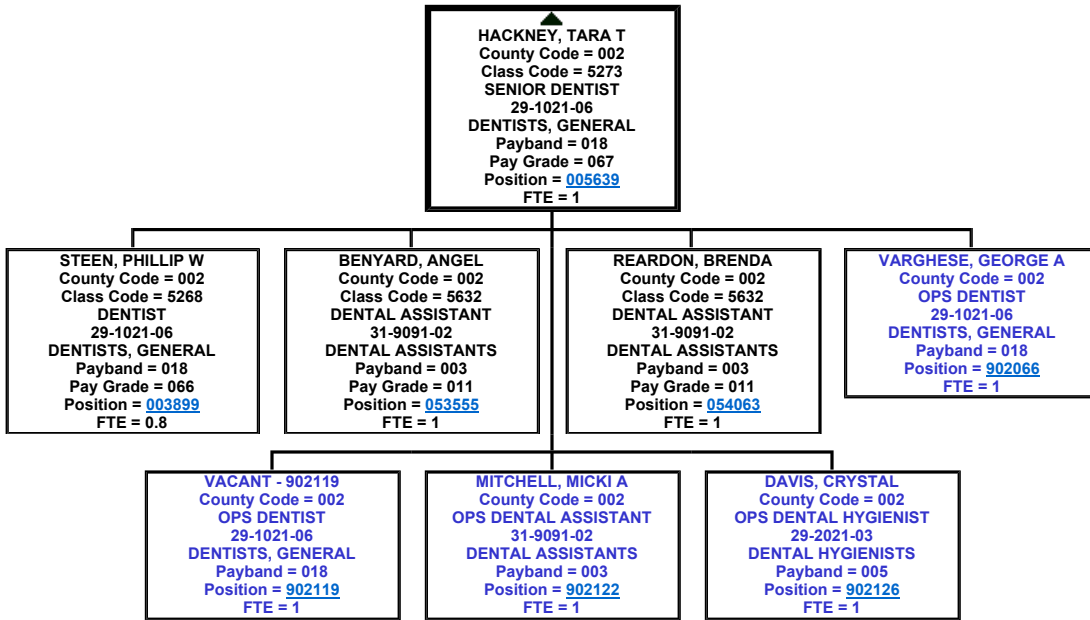 HACKNEY, TARA T
County Code = 002
Class Code = 5273
SENIOR DENTIST
29-1021-06
DENTISTS, GENERAL
Payband = 018
Pay Grade = 067
Position = 005639
FTE = 1
STEEN, PHILLIP W
County Code = 002
Class Code = 5268
DENTIST
29-1021-06
DENTISTS, GENERAL
Payband = 018
Pay Grade = 066
Position = 003899
FTE = 0.8
BENYARD, ANGEL
County Code = 002
Class Code = 5632
DENTAL ASSISTANT
31-9091-02
DENTAL ASSISTANTS
Payband = 003
Pay Grade = 011
Position = 053555
FTE = 1
REARDON, BRENDA
County Code = 002
Class Code = 5632
DENTAL ASSISTANT
31-9091-02
DENTAL ASSISTANTS
Payband = 003
Pay Grade = 011
Position = 054063
FTE = 1
VARGHESE, GEORGE A
County Code = 002
OPS DENTIST
29-1021-06
DENTISTS, GENERAL
Payband = 018
Position = 902066
FTE = 1
VACANT - 902119
County Code = 002
OPS DENTIST
29-1021-06
DENTISTS, GENERAL
Payband = 018
Position = 902119
FTE = 1
MITCHELL, MICKI A
County Code = 002
OPS DENTAL ASSISTANT
31-9091-02
DENTAL ASSISTANTS
Payband = 003
Position = 902122
FTE = 1
DAVIS, CRYSTAL
County Code = 002
OPS DENTAL HYGIENIST
29-2021-03
DENTAL HYGIENISTS
Payband = 005
Position = 902126
FTE = 1